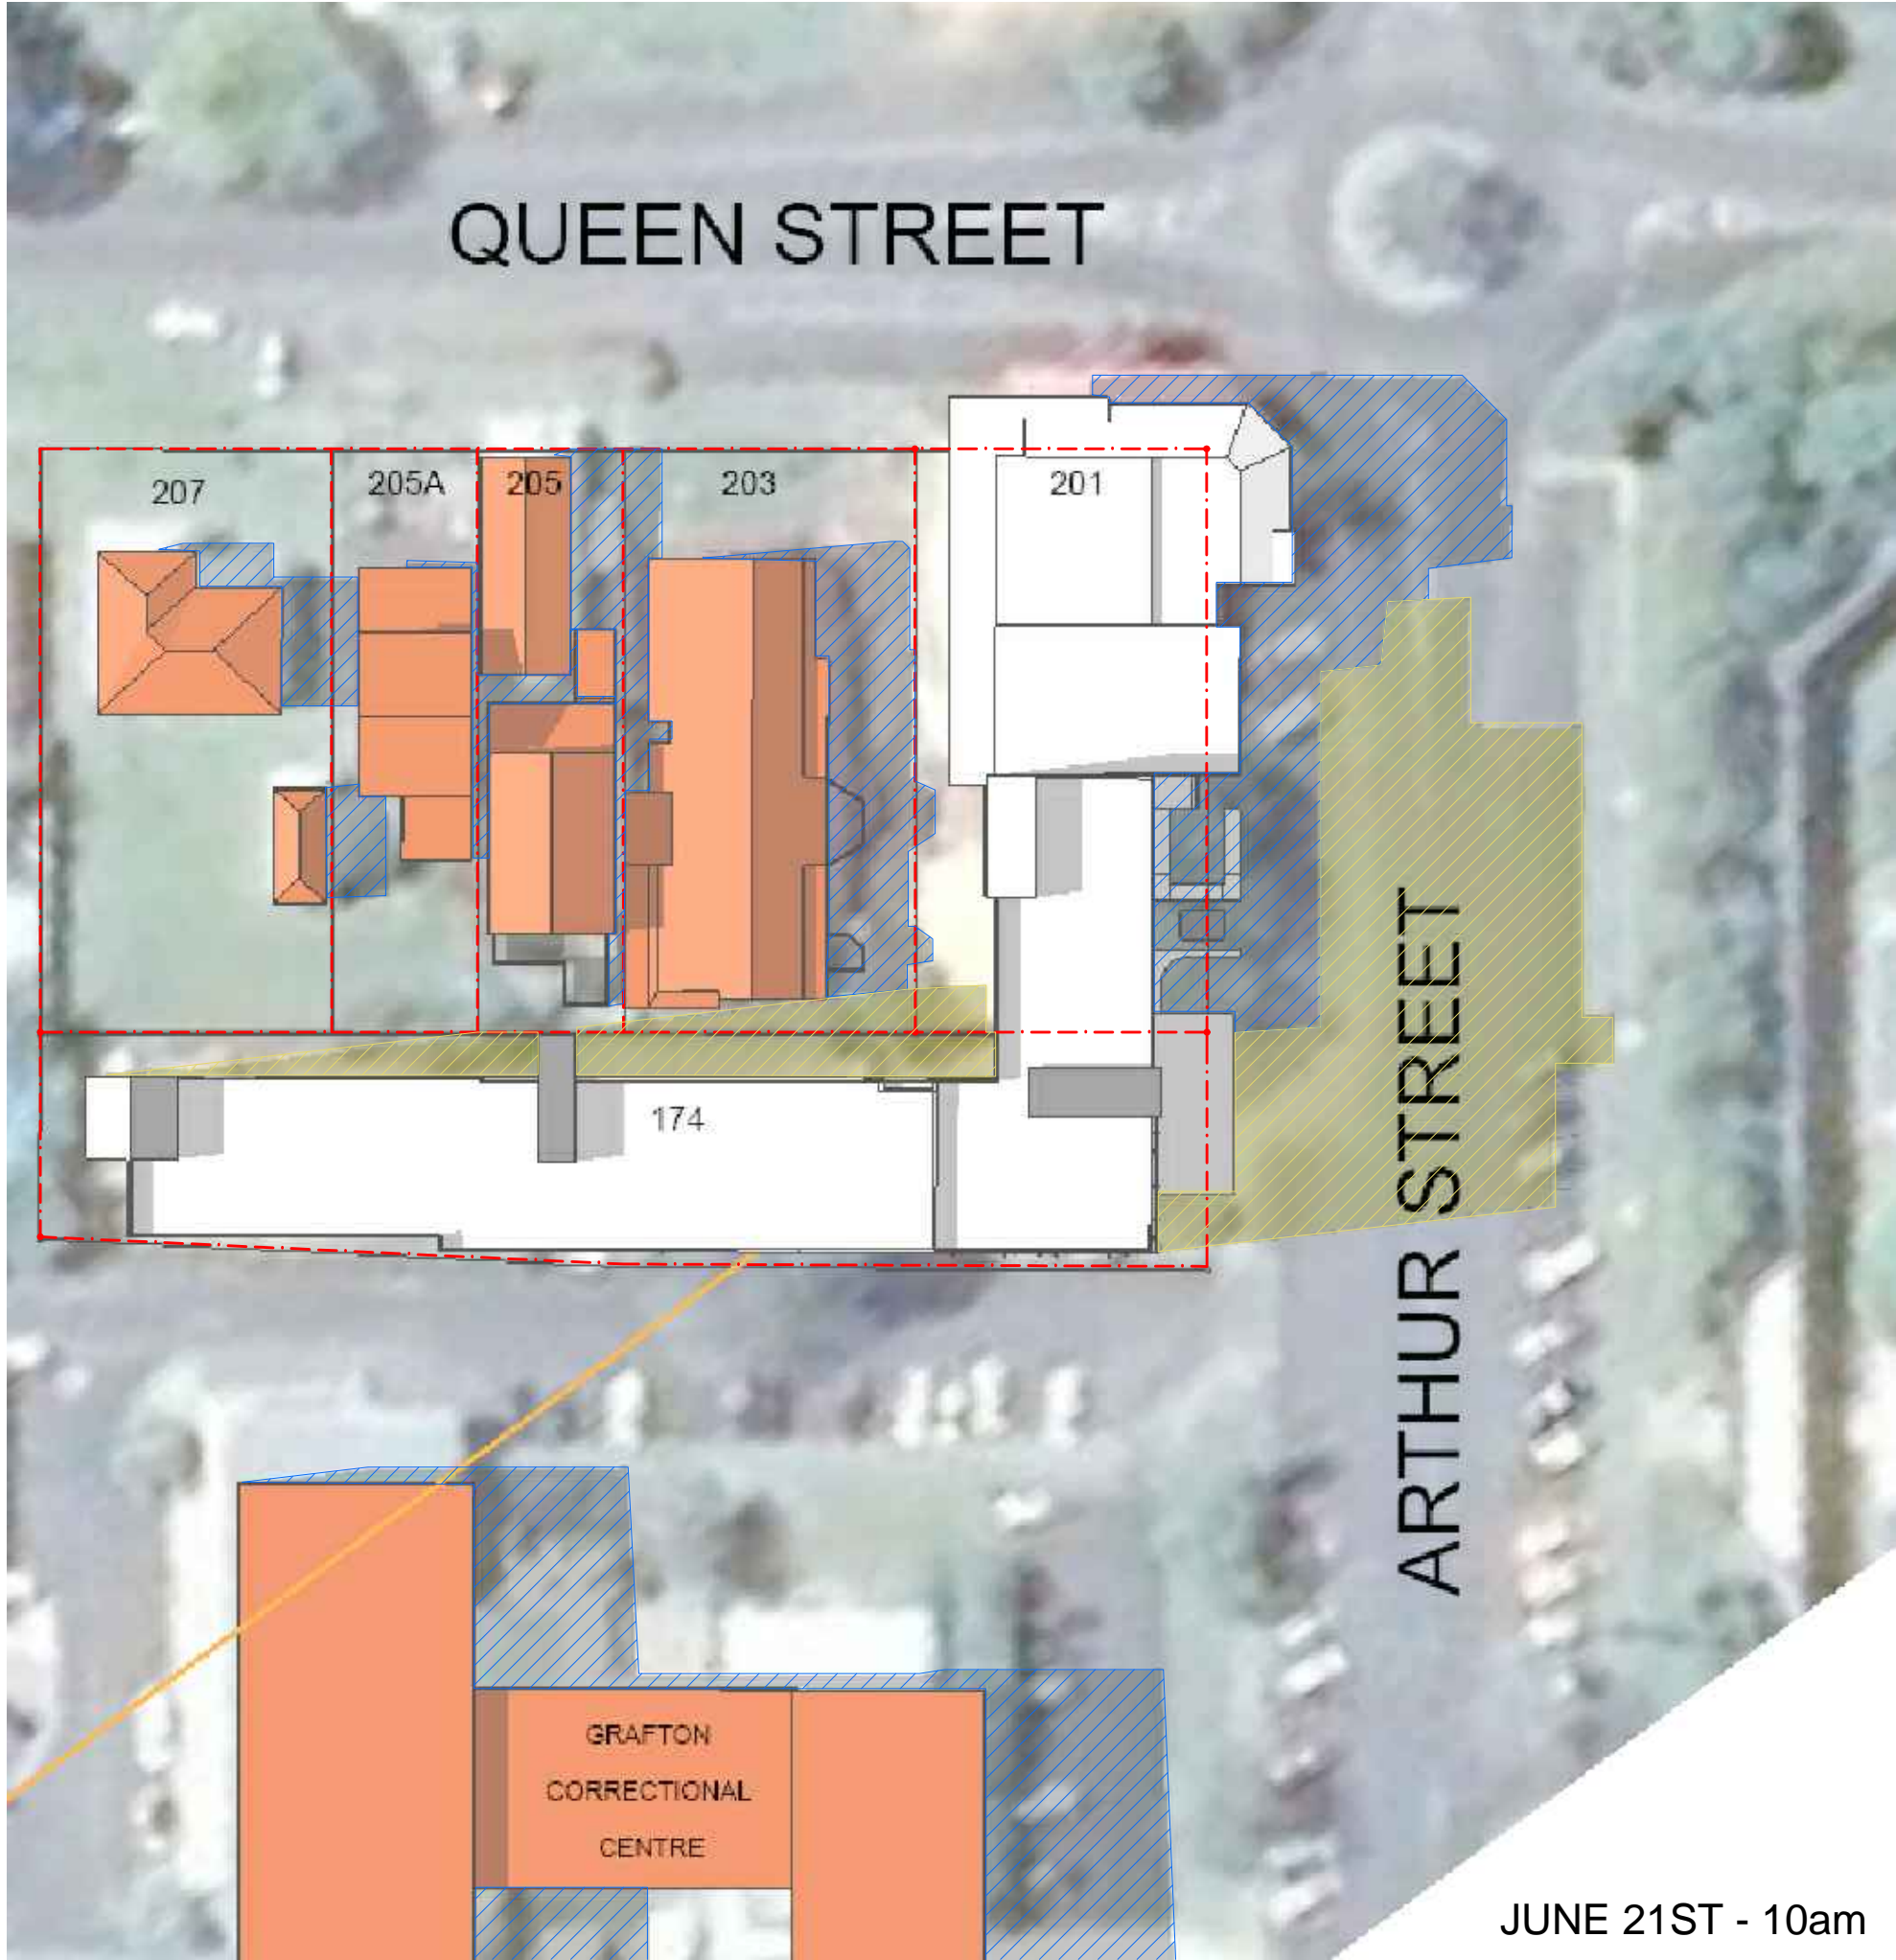 QUEEN STREET
207
205A
205
203
201
174
ARTHUR STREET
GRAFTON
CORRECTIONAL
CENTRE
JUNE 21ST - 10am